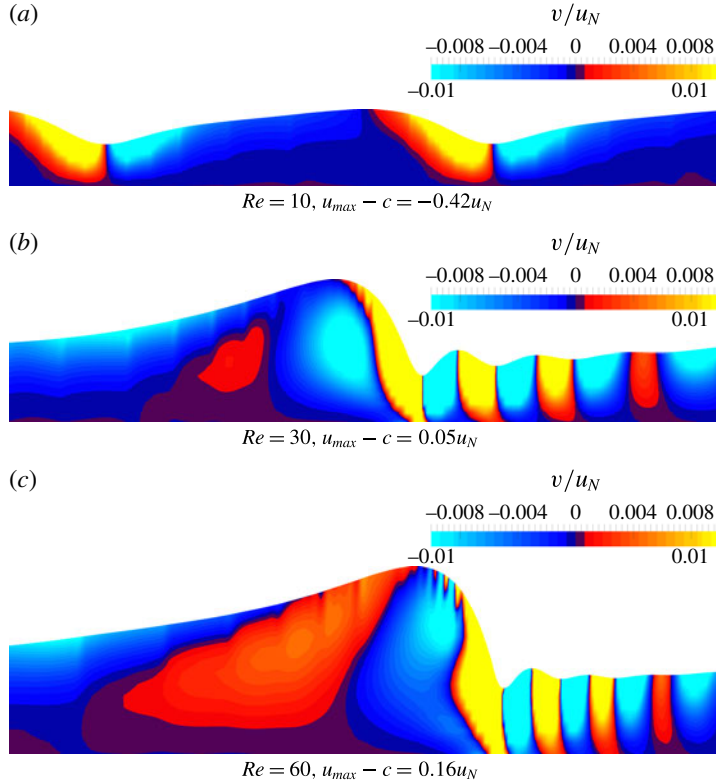 (a)
v/u_N
−0.008 −0.004 0 0.004 0.008
−0.01 0.01
Re = 10, u_max − c = −0.42u_N
(b)
v/u_N
−0.008 −0.004 0 0.004 0.008
−0.01 0.01
Re = 30, u_max − c = 0.05u_N
(c)
v/u_N
−0.008 −0.004 0 0.004 0.008
−0.01 0.01
Re = 60, u_max − c = 0.16u_N